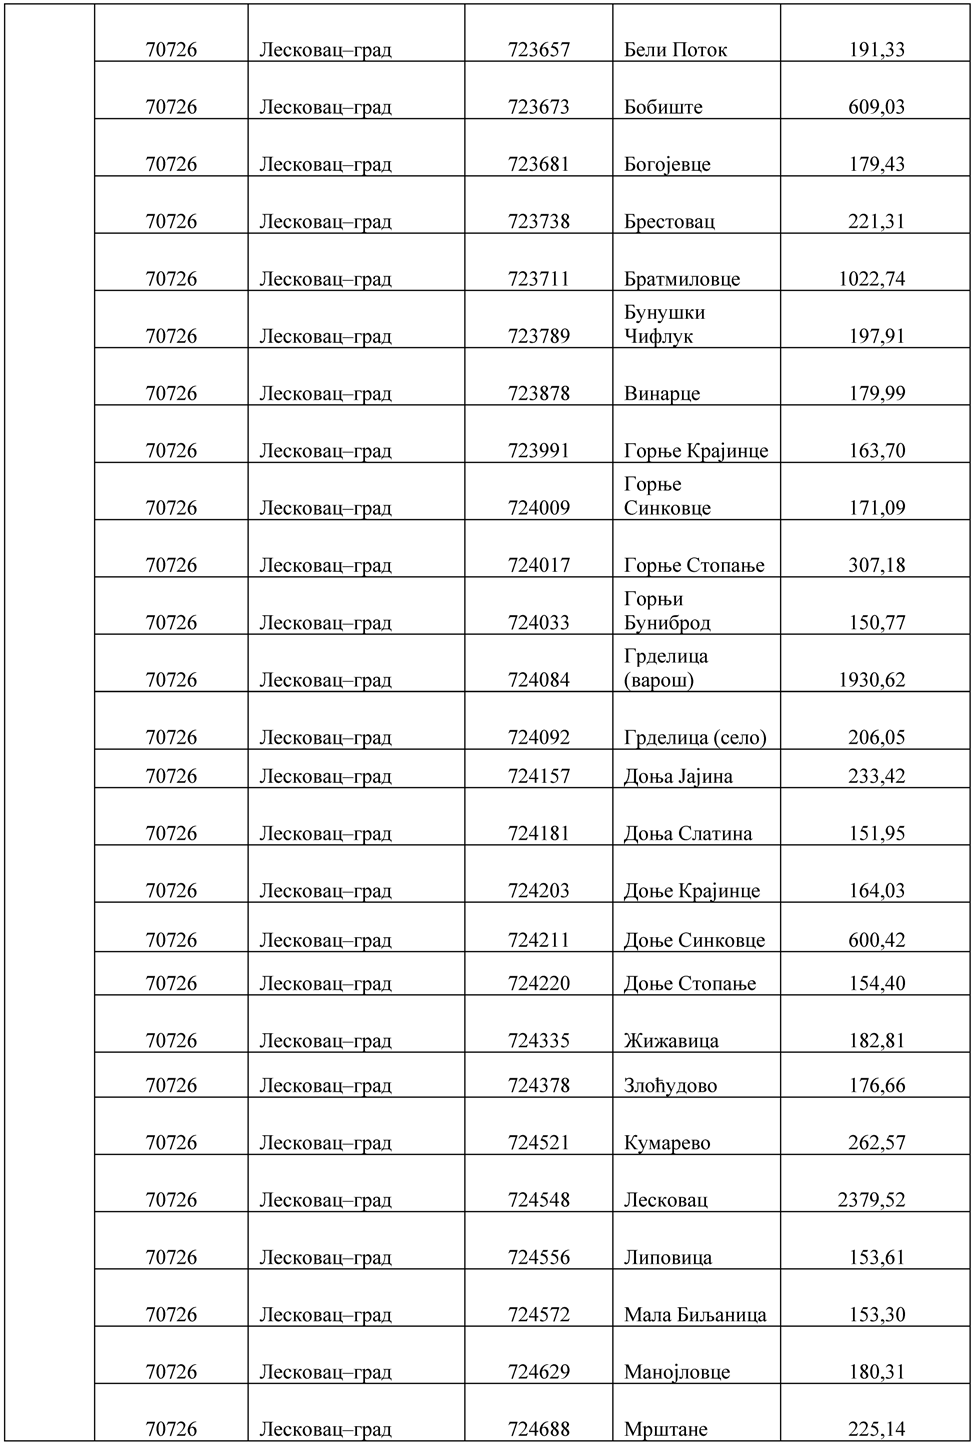 70726 Лесковац–град 723657 Бели Поток 191,33
70726 Лесковац–град 723673 Бобиште 609,03
70726 Лесковац–град 723681 Богојевце 179,43
70726 Лесковац–град 723738 Брестовац 221,31
70726 Лесковац–град 723711 Братмиловце 1022,74
Бунушки
70726 Лесковац–град 723789 Чифлук 197,91
70726 Лесковац–град 723878 Винарце 179,99
70726 Лесковац–град 723991 Горње Крајинце 163,70
Горње
70726 Лесковац–град 724009 Синковце 171,09
70726 Лесковац–град 724017 Горње Стопање 307,18
Горњи
70726 Лесковац–град 724033 Буниброд 150,77
Грделица
70726 Лесковац–град 724084 (варош) 1930,62
70726 Лесковац–град 724092 Грделица (село) 206,05
70726 Лесковац–град 724157 Доња Јајина 233,42
70726 Лесковац–град 724181 Доња Слатина 151,95
70726 Лесковац–град 724203 Доње Крајинце 164,03
70726 Лесковац–град 724211 Доње Синковце 600,42
70726 Лесковац–град 724220 Доње Стопање 154,40
70726 Лесковац–град 724335 Жижавица 182,81
70726 Лесковац–град 724378 Злоћудово 176,66
70726 Лесковац–град 724521 Кумарево 262,57
70726 Лесковац–град 724548 Лесковац 2379,52
70726 Лесковац–град 724556 Липовица 153,61
70726 Лесковац–град 724572 Мала Биљаница 153,30
70726 Лесковац–град 724629 Манојловце 180,31
70726 Лесковац–град 724688 Мрштане 225,14